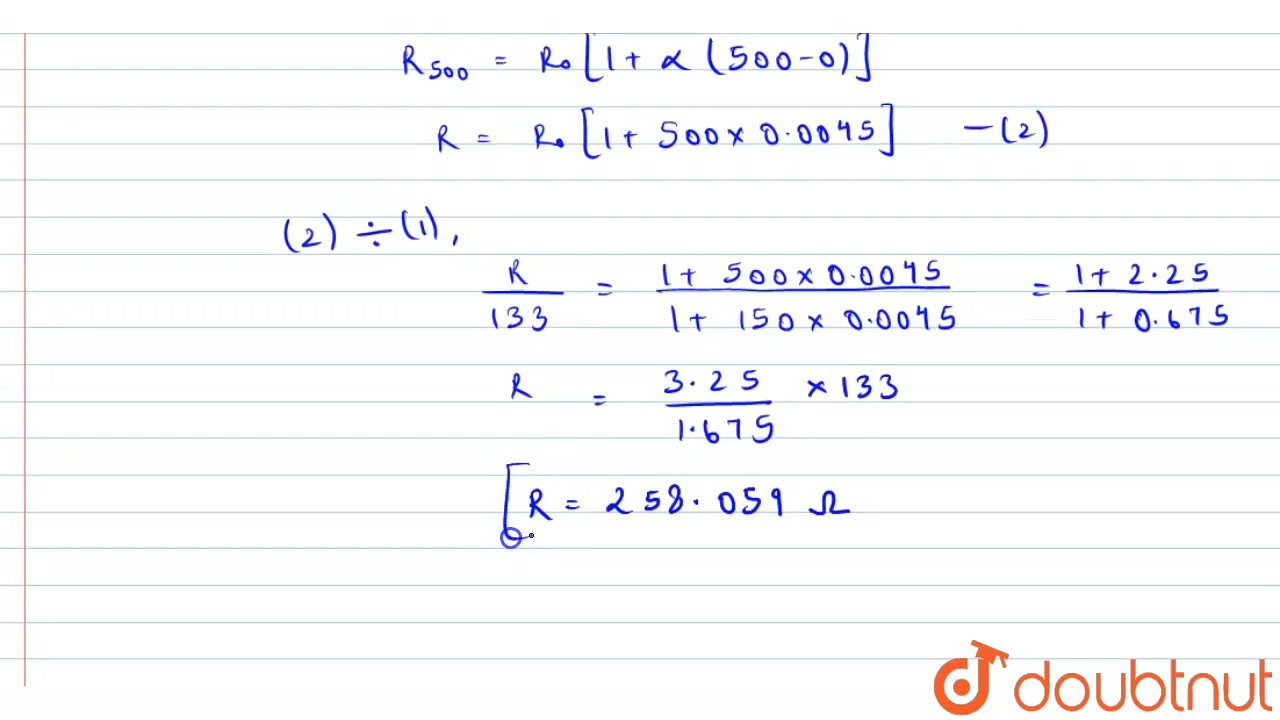 R500 = R0 [1 + α (500 - 0)]
R = R0 [1 + 500 × 0.0045] - (2)
(2) ÷ (1),
R/133 = (1 + 500 × 0.0045)/(1 + 150 × 0.0045) = (1 + 2.25)/(1 + 0.675)
R = 3.25/1.675 × 133
R = 258.059 Ω
doubtnut